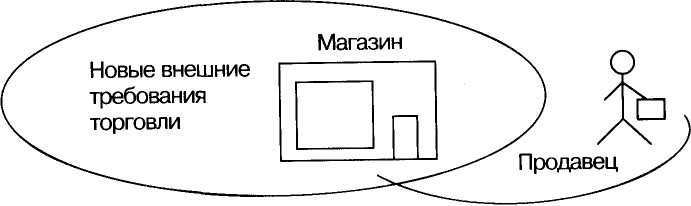 Магазин
Новые внешние
требования
торговли
Продавец